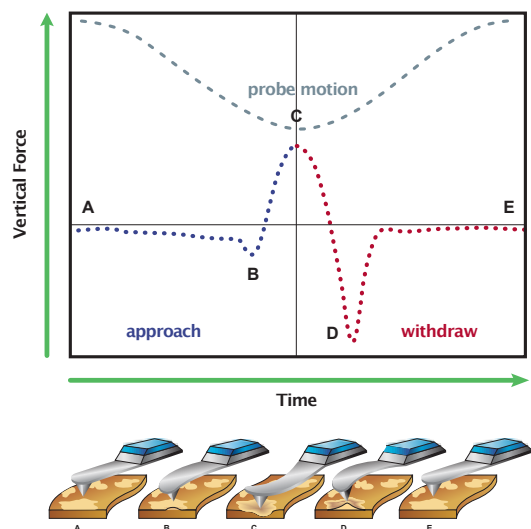 probe motion
C
A
E
B
D
approach
withdraw
Vertical Force
Time
A
B
C
D
E